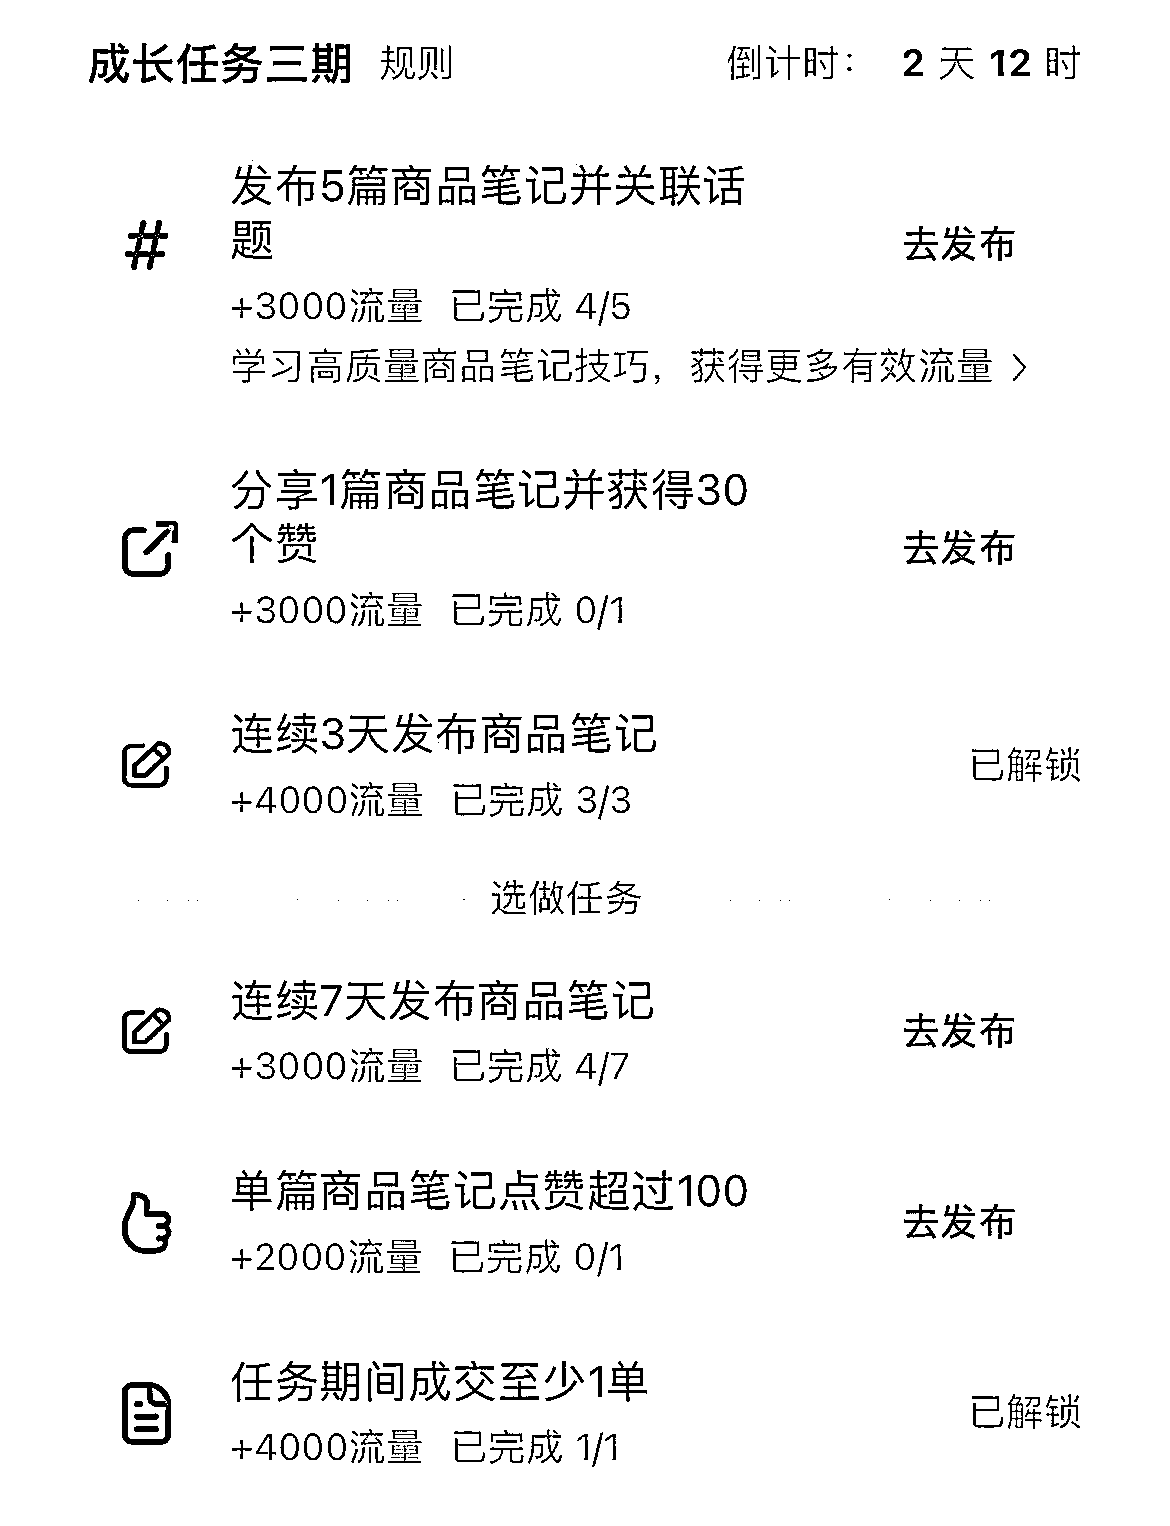 成长任务三期 规则 倒计时： 2 天 12 时
发布5篇商品笔记并关联话
题
去发布
+3000流量 已完成 4/5
学习高质量商品笔记技巧，获得更多有效流量 >
分享1篇商品笔记并获得30
个赞
去发布
+3000流量 已完成 0/1
连续3天发布商品笔记
已解锁
+4000流量 已完成 3/3
选做任务
连续7天发布商品笔记
去发布
+3000流量 已完成 4/7
单篇商品笔记点赞超过100
去发布
+2000流量 已完成 0/1
任务期间成交至少1单
已解锁
+4000流量 已完成 1/1